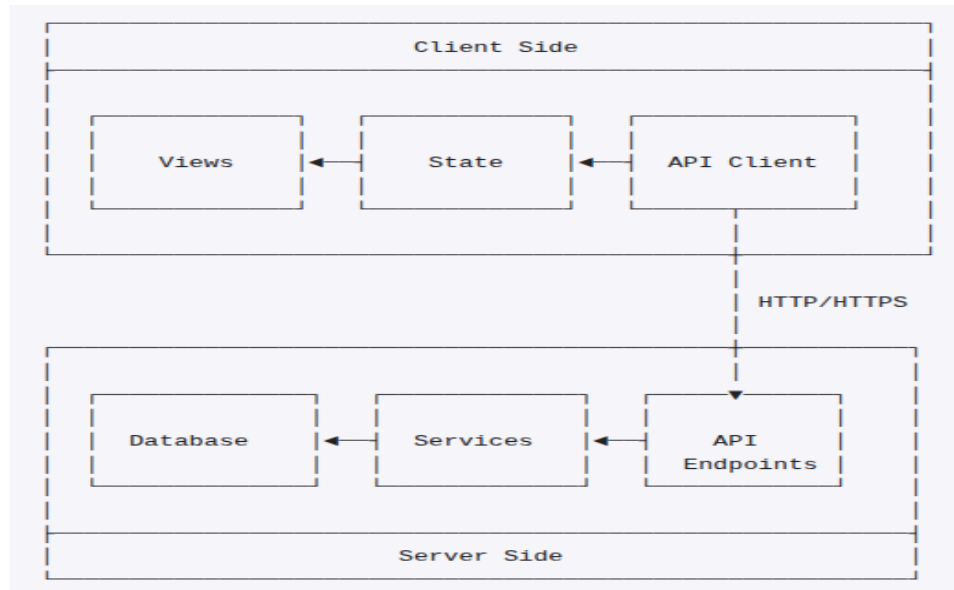 Client Side
Views State API Client
HTTP/HTTPS
Database Services API
Endpoints
Server Side